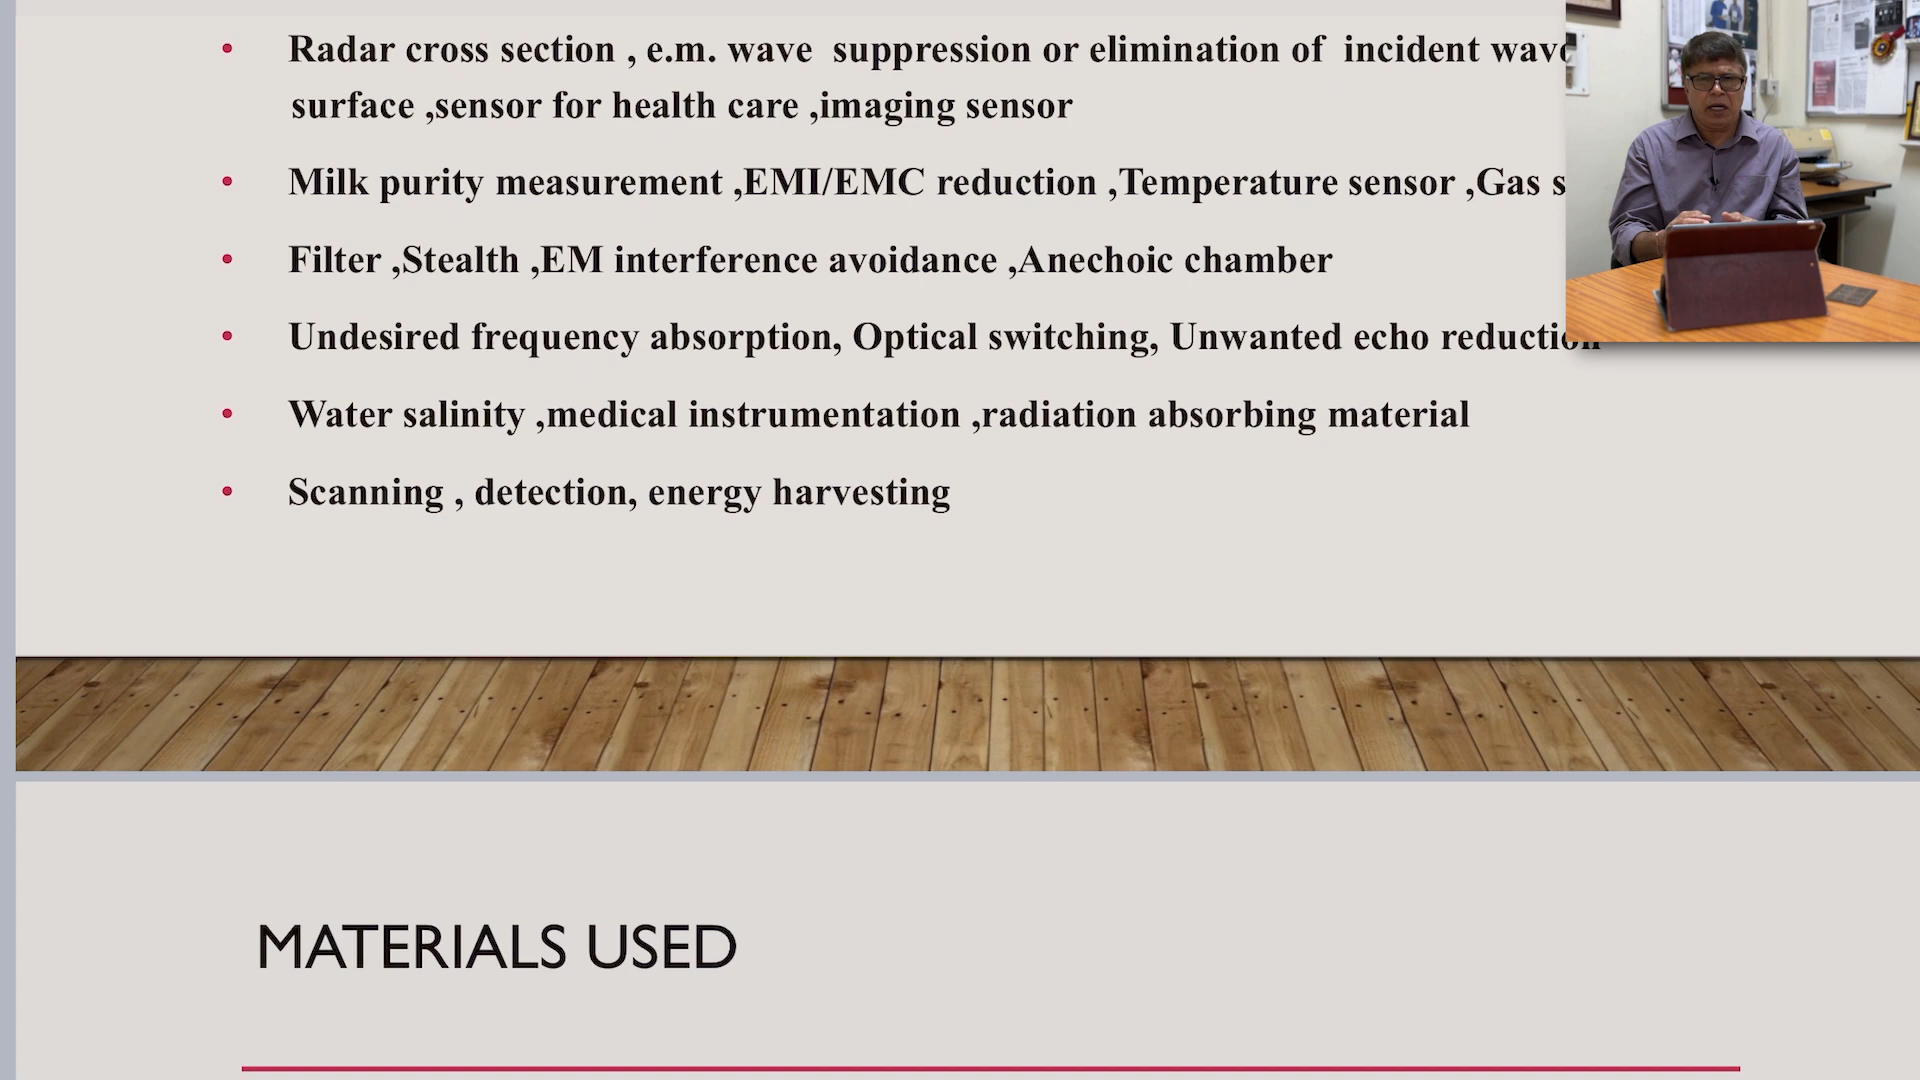 Radar cross section , e.m. wave suppression or elimination of incident
surface ,sensor for health care ,imaging sensor
Milk purity measurement ,EMI/EMC reduction ,Temperature sensor ,Gas
Filter ,Stealth ,EM interference avoidance ,Anechoic chamber
Undesired frequency absorption, Optical switching, Unwanted echo reduction
Water salinity ,medical instrumentation ,radiation absorbing material
Scanning , detection, energy harvesting
MATERIALS USED